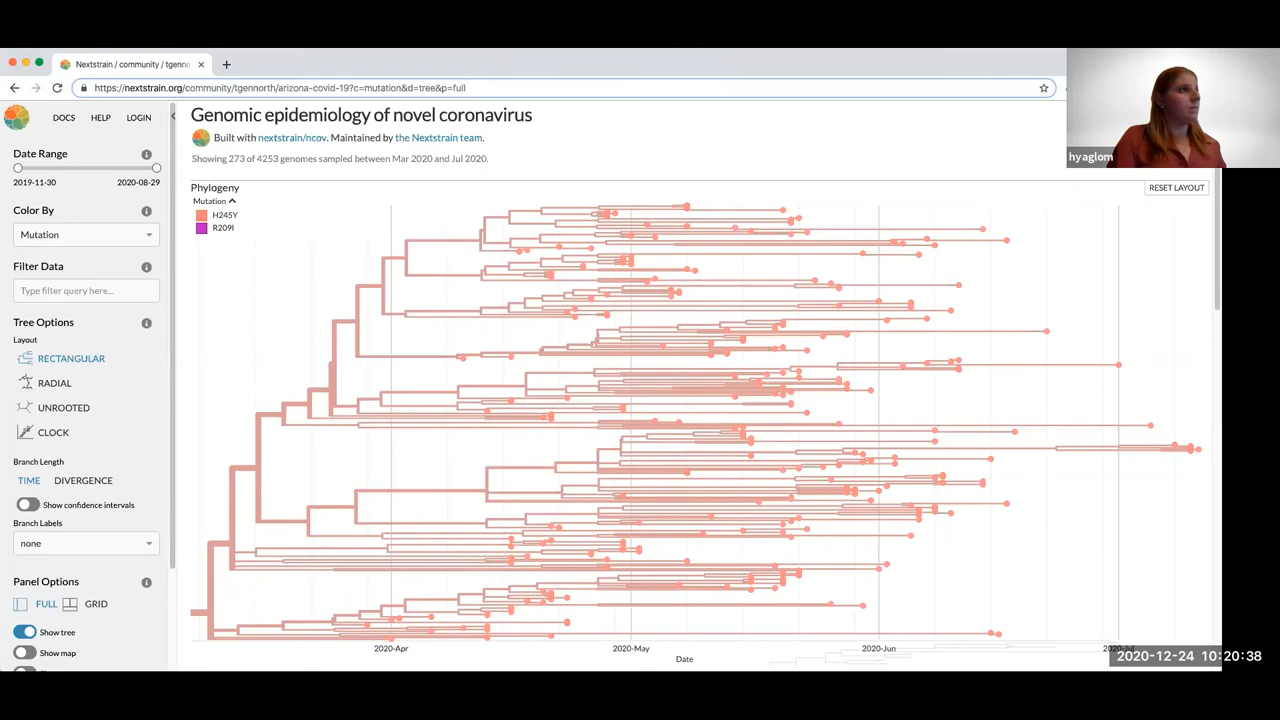 Nextstrain / community / tgenno
https://nextstrain.org/community/tgennorth/arizona-covid-19?c=mutation&d=tree&p=full
hyaglom
DOCS HELP LOGIN
Date Range
2019-11-30 2020-08-29
Color By
Mutation
Filter Data
Type filter query here...
Tree Options
Layout
RECTANGULAR
RADIAL
UNROOTED
CLOCK
Branch Length
TIME DIVERGENCE
Show confidence intervals
Branch Labels
none
Panel Options
FULL GRID
Show tree
Show map
Genomic epidemiology of novel coronavirus
Built with nextstrain/ncov. Maintained by the Nextstrain team.
Showing 273 of 4253 genomes sampled between Mar 2020 and Jul 2020.
Phylogeny
RESET LAYOUT
Mutation
H245Y
R209I
2020-Apr 2020-May 2020-Jun
Date
2020-12-24 10:20:38